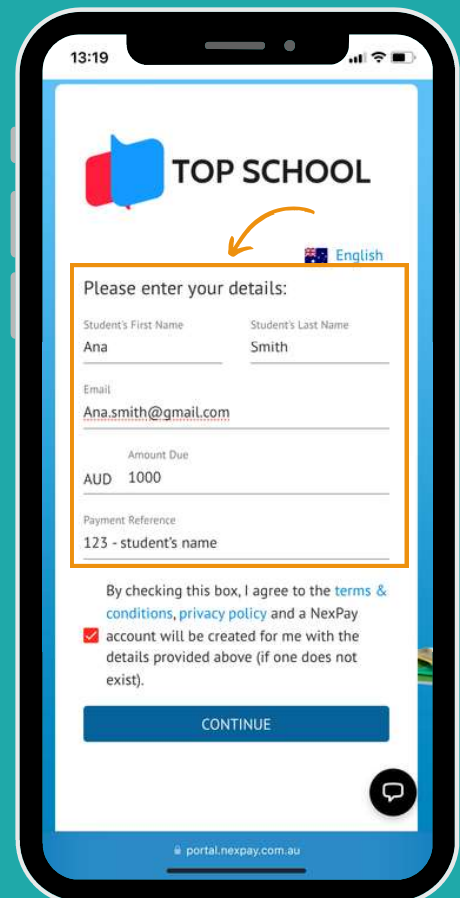 13:19
TOP SCHOOL
English
Please enter your details:
Student's First Name
Student's Last Name
Ana
Smith
Email
Ana.smith@gmail.com
Amount Due
AUD 1000
Payment Reference
123 - student's name
By checking this box, I agree to the terms &
conditions, privacy policy and a NexPay
account will be created for me with the
details provided above (if one does not
exist).
CONTINUE
portal.nexpay.com.au